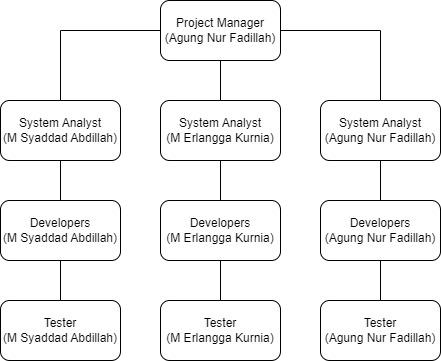 Project Manager
(Agung Nur Fadillah)
System Analyst
(M Syaddad Abdillah)
System Analyst
(M Erlangga Kurnia)
System Analyst
(Agung Nur Fadillah)
Developers
(M Syaddad Abdillah)
Developers
(M Erlangga Kurnia)
Developers
(Agung Nur Fadillah)
Tester
(M Syaddad Abdillah)
Tester
(M Erlangga Kurnia)
Tester
(Agung Nur Fadillah)